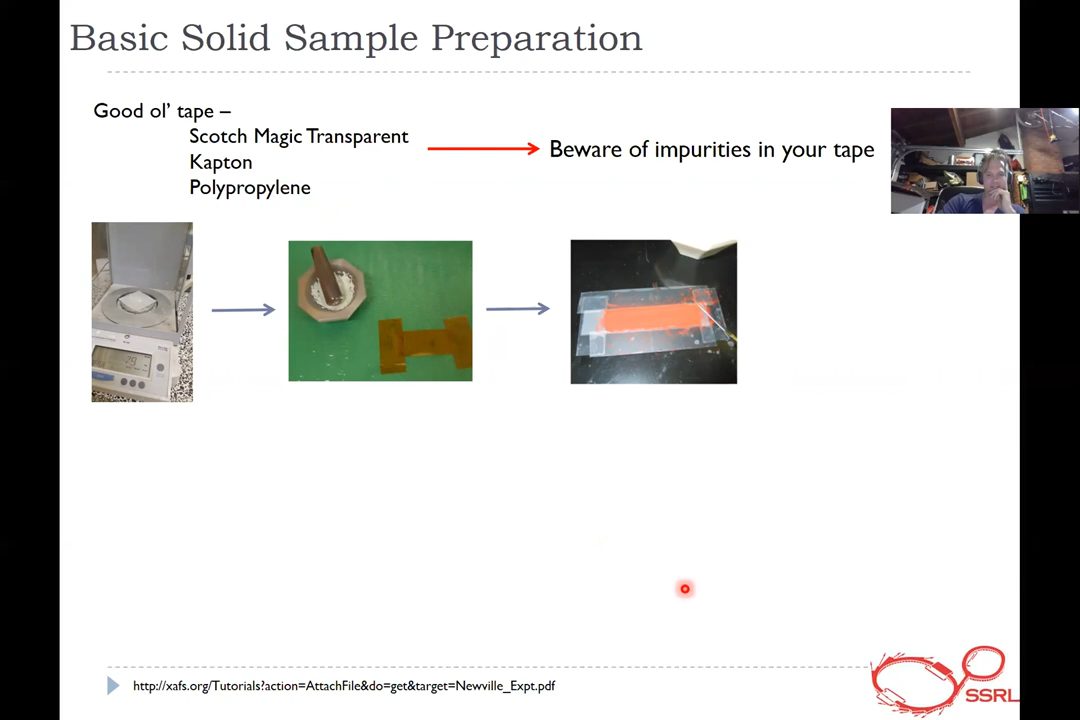 Basic Solid Sample Preparation
Good ol' tape –
Scotch Magic Transparent
Kapton
Polypropylene
Beware of impurities in your tape
http://xafs.org/Tutorials?action=AttachFile&do=get&target=Newville_Expt.pdf
SSRL